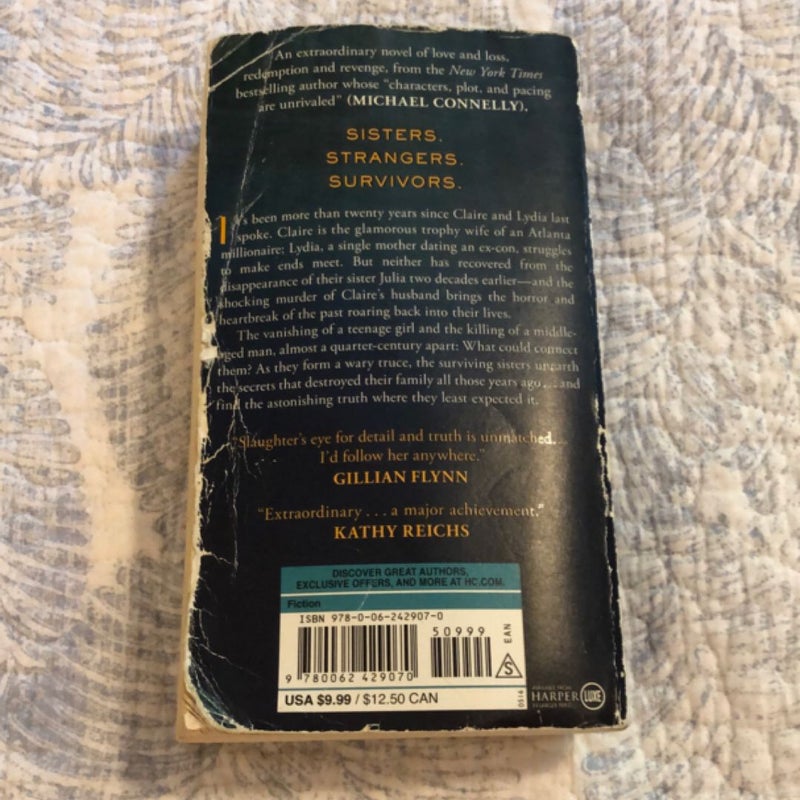 "An extraordinary novel of love and loss,
redemption and revenge, from the New York Times
bestselling author whose "characters, plot, and pacing
are unrivaled" (MICHAEL CONNELLY).
SISTERS.
STRANGERS.
SURVIVORS.
It's been more than twenty years since Claire and Lydia last
spoke. Claire is the glamorous trophy wife of an Atlanta
millionaire; Lydia, a single mother dating an ex-con, struggles
to make ends meet. But neither has recovered from the
disappearance of their sister Julia two decades earlier—and the
shocking murder of Claire's husband brings the horror and
heartbreak of the past roaring back into their lives.
The vanishing of a teenage girl and the killing of a middle-
aged man, almost a quarter-century apart: What could connect
them? As they form a wary truce, the surviving sisters unearth
the secrets that destroyed their family all those years ago . . . and
find the astonishing truth where they least expected it.
"Slaughter's eye for detail and truth is unmatched. . .
I'd follow her anywhere."
GILLIAN FLYNN
"Extraordinary . . . a major achievement."
KATHY REICHS
DISCOVER GREAT AUTHORS,
EXCLUSIVE OFFERS, AND MORE AT HC.COM.
Fiction
ISBN 978-0-06-242907-0
50999
EAN
S
9 780062 429070
USA $9.99 / $12.50 CAN
0516
HARPER LUXE